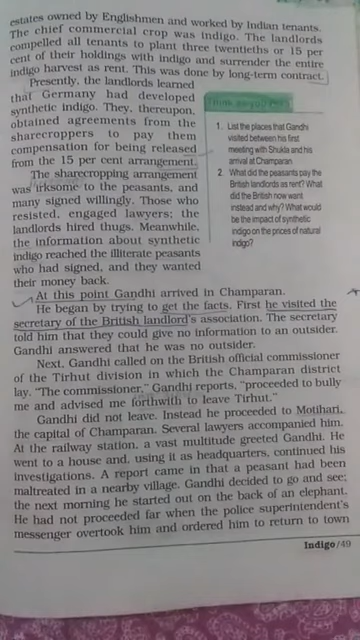 estates owned by Englishmen and worked by Indian tenants.
The chief commercial crop was indigo. The landlords
compelled all tenants to plant three twentieths or 15 per
cent of their holdings with indigo and surrender the entire
indigo harvest as rent. This was done by long-term contract.
Presently, the landlords learned
that Germany had developed
synthetic indigo. They, thereupon,
obtained agreements from the
sharecroppers to pay them
compensation for being released
from the 15 per cent arrangement.
The sharecropping arrangement
was irksome to the peasants, and
many signed willingly. Those who
resisted, engaged lawyers; the
landlords hired thugs. Meanwhile,
the information about synthetic
indigo reached the illiterate peasants
who had signed, and they wanted
their money back.
Think as you read
1. List the places that Gandhi
visited between his first
meeting with Shukla and his
arrival at Champaran.
2. What did the peasants pay the
British landlords as rent? What
did the British now want
instead and why? What would
be the impact of synthetic
indigo on the prices of natural
indigo?
At this point Gandhi arrived in Champaran.
He began by trying to get the facts. First he visited the
secretary of the British landlord's association. The secretary
told him that they could give no information to an outsider.
Gandhi answered that he was no outsider.
Next, Gandhi called on the British official commissioner
of the Tirhut division in which the Champaran district
lay. "The commissioner," Gandhi reports, "proceeded to bully
me and advised me forthwith to leave Tirhut."
Gandhi did not leave. Instead he proceeded to Motihari,
the capital of Champaran. Several lawyers accompanied him.
At the railway station, a vast multitude greeted Gandhi. He
went to a house and, using it as headquarters, continued his
investigations. A report came in that a peasant had been
maltreated in a nearby village. Gandhi decided to go and see;
the next morning he started out on the back of an elephant.
He had not proceeded far when the police superintendent's
messenger overtook him and ordered him to return to town
Indigo/49